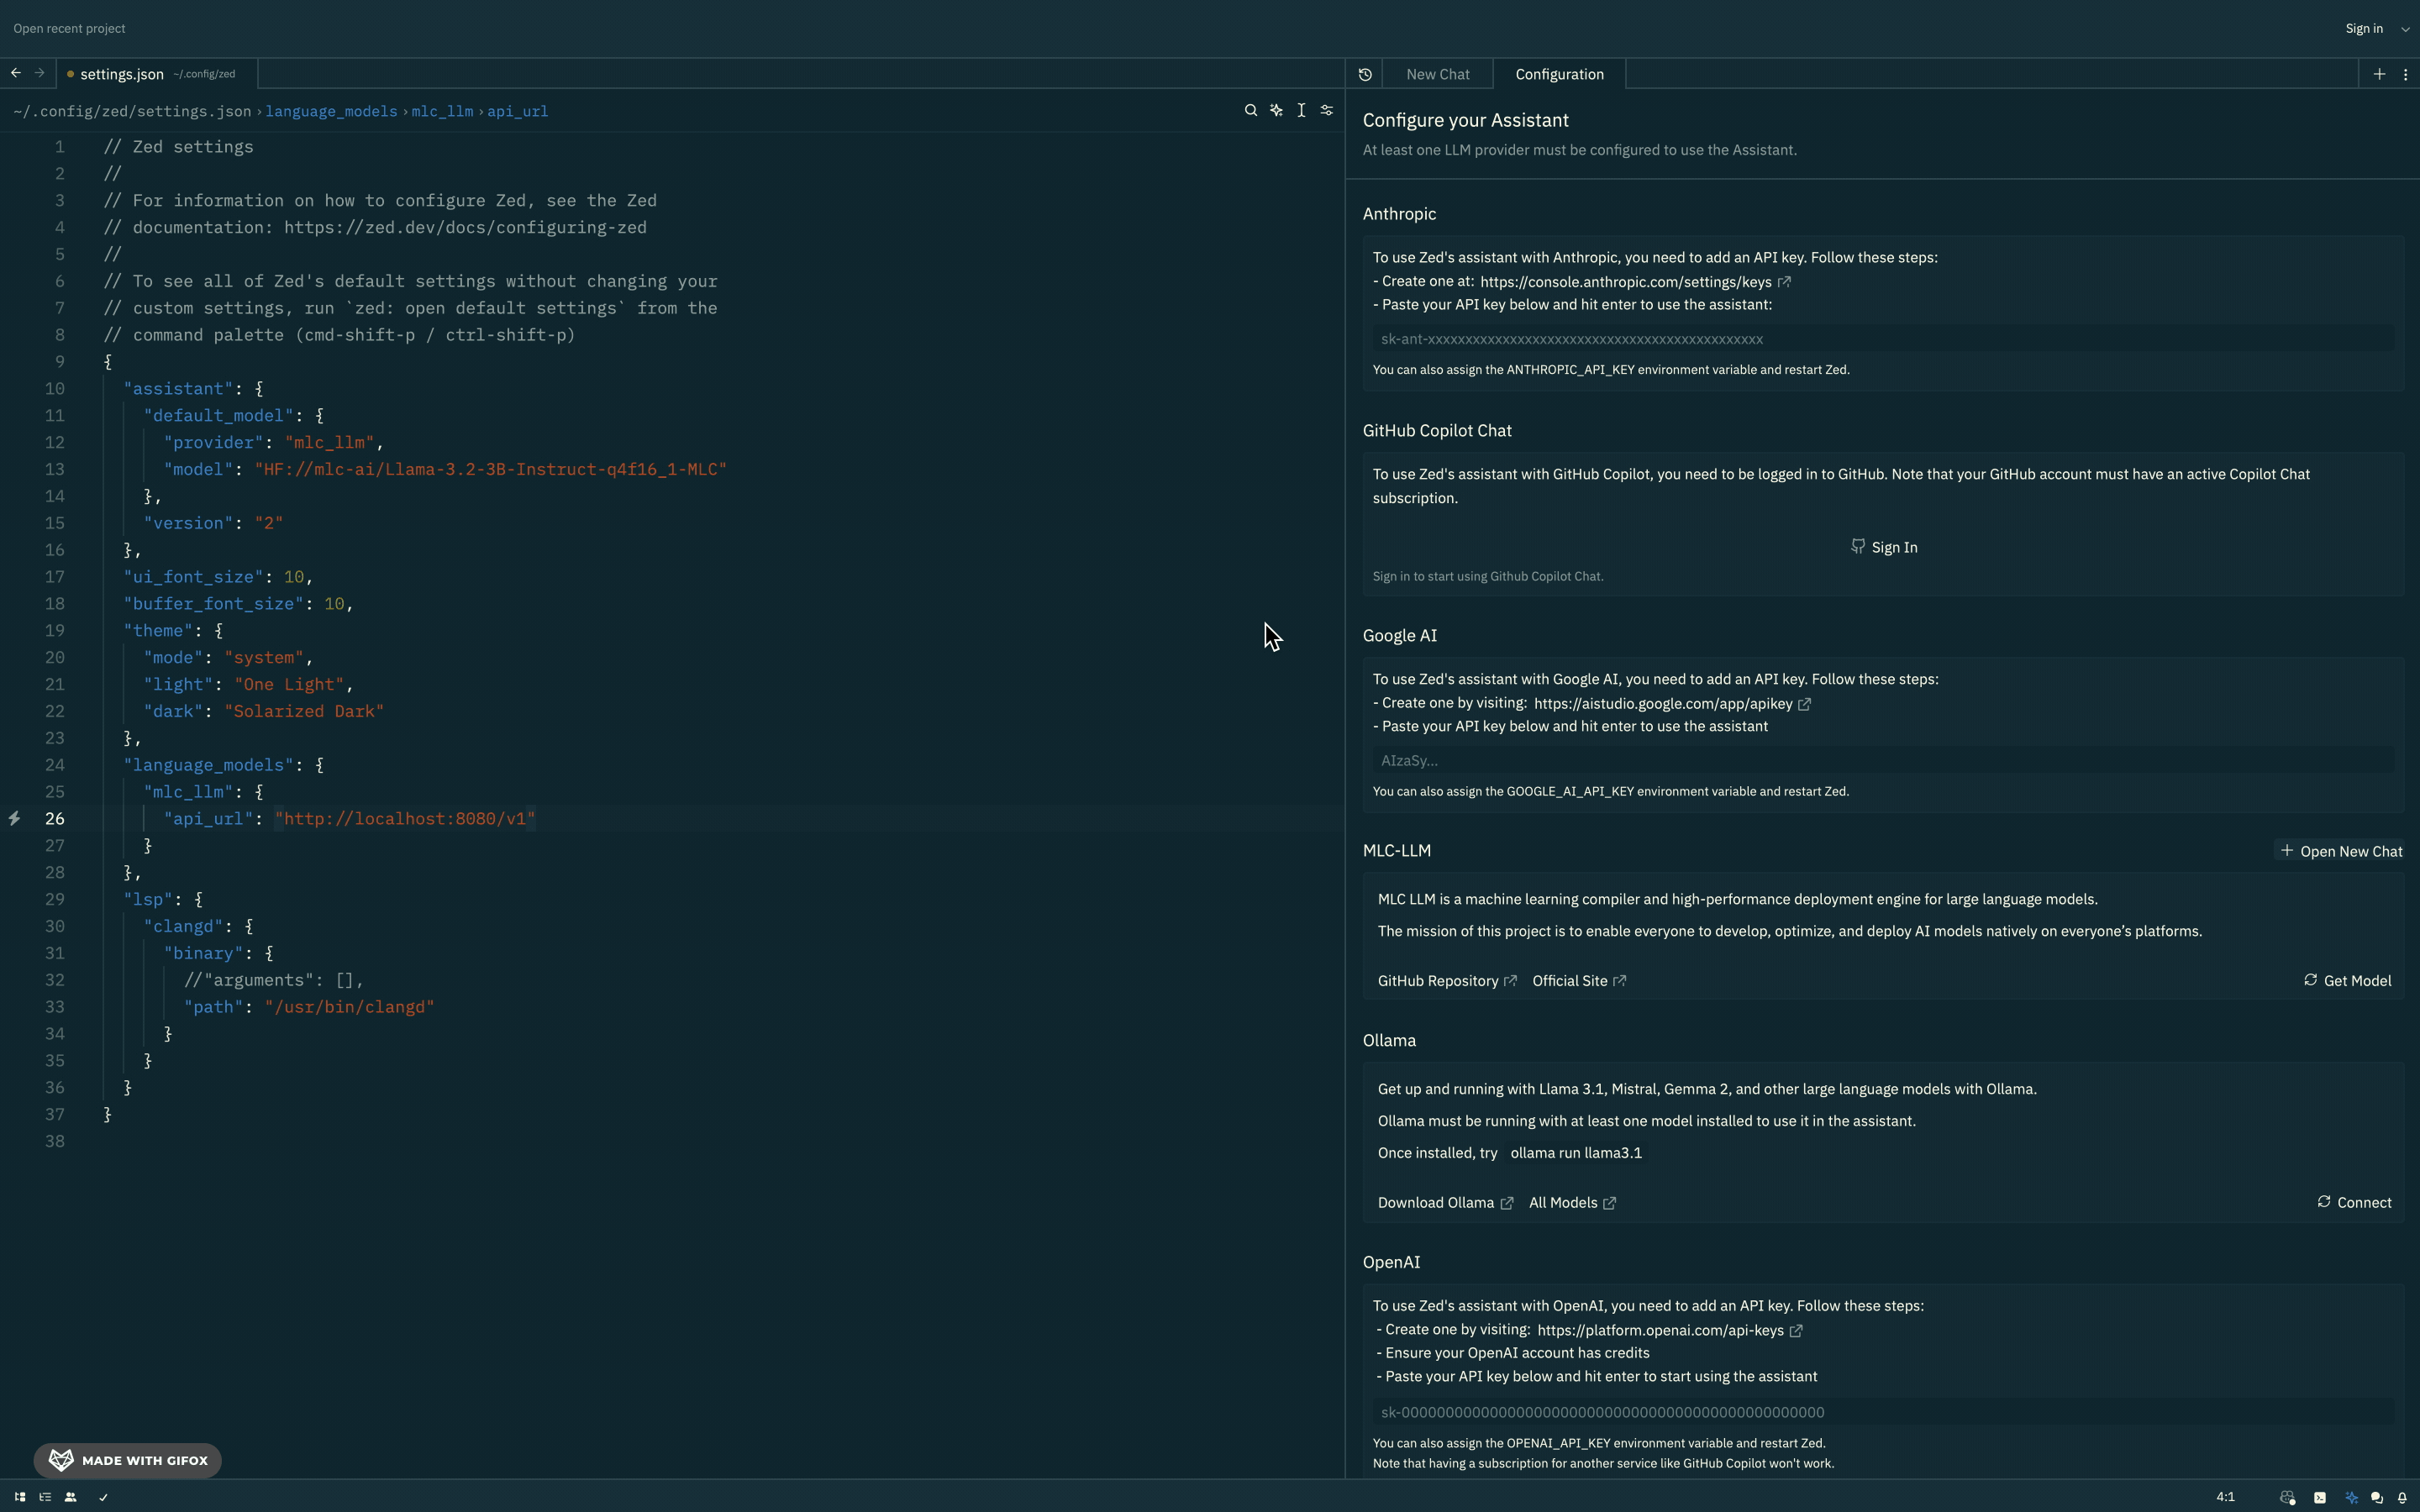 Open recent project
Sign in
settings.json ~/.config/zed
~/.config/zed/settings.json › language_models › mlc_llm › api_url
1 // Zed settings
2 //
3 // For information on how to configure Zed, see the Zed
4 // documentation: https://zed.dev/docs/configuring-zed
5 //
6 // To see all of Zed's default settings without changing your
7 // custom settings, run `zed: open default settings` from the
8 // command palette (cmd-shift-p / ctrl-shift-p)
9 {
10 "assistant": {
11 "default_model": {
12 "provider": "mlc_llm",
13 "model": "HF://mlc-ai/Llama-3.2-3B-Instruct-q4f16_1-MLC"
14 },
15 "version": "2"
16 },
17 "ui_font_size": 10,
18 "buffer_font_size": 10,
19 "theme": {
20 "mode": "system",
21 "light": "One Light",
22 "dark": "Solarized Dark"
23 },
24 "language_models": {
25 "mlc_llm": {
26 "api_url": "http://localhost:8080/v1"
27 }
28 },
29 "lsp": {
30 "clangd": {
31 "binary": {
32 //"arguments": [],
33 "path": "/usr/bin/clangd"
34 }
35 }
36 }
37 }
38
MADE WITH GIFOX
New Chat
Configuration
Configure your Assistant
At least one LLM provider must be configured to use the Assistant.
Anthropic
To use Zed's assistant with Anthropic, you need to add an API key. Follow these steps:
- Create one at: https://console.anthropic.com/settings/keys
- Paste your API key below and hit enter to use the assistant:
sk-ant-xxxxxxxxxxxxxxxxxxxxxxxxxxxxxxxxxxxxxxxxxxxxx
You can also assign the ANTHROPIC_API_KEY environment variable and restart Zed.
GitHub Copilot Chat
To use Zed's assistant with GitHub Copilot, you need to be logged in to GitHub. Note that your GitHub account must have an active Copilot Chat
subscription.
Sign In
Sign in to start using Github Copilot Chat.
Google AI
To use Zed's assistant with Google AI, you need to add an API key. Follow these steps:
- Create one by visiting: https://aistudio.google.com/app/apikey
- Paste your API key below and hit enter to use the assistant
AIzaSy...
You can also assign the GOOGLE_AI_API_KEY environment variable and restart Zed.
MLC-LLM
Open New Chat
MLC LLM is a machine learning compiler and high-performance deployment engine for large language models.
The mission of this project is to enable everyone to develop, optimize, and deploy AI models natively on everyone’s platforms.
GitHub Repository Official Site Get Model
Ollama
Get up and running with Llama 3.1, Mistral, Gemma 2, and other large language models with Ollama.
Ollama must be running with at least one model installed to use it in the assistant.
Once installed, try ollama run llama3.1
Download Ollama All Models Connect
OpenAI
To use Zed's assistant with OpenAI, you need to add an API key. Follow these steps:
- Create one by visiting: https://platform.openai.com/api-keys
- Ensure your OpenAI account has credits
- Paste your API key below and hit enter to start using the assistant
sk-000000000000000000000000000000000000000000000000
You can also assign the OPENAI_API_KEY environment variable and restart Zed.
Note that having a subscription for another service like GitHub Copilot won't work.
4:1